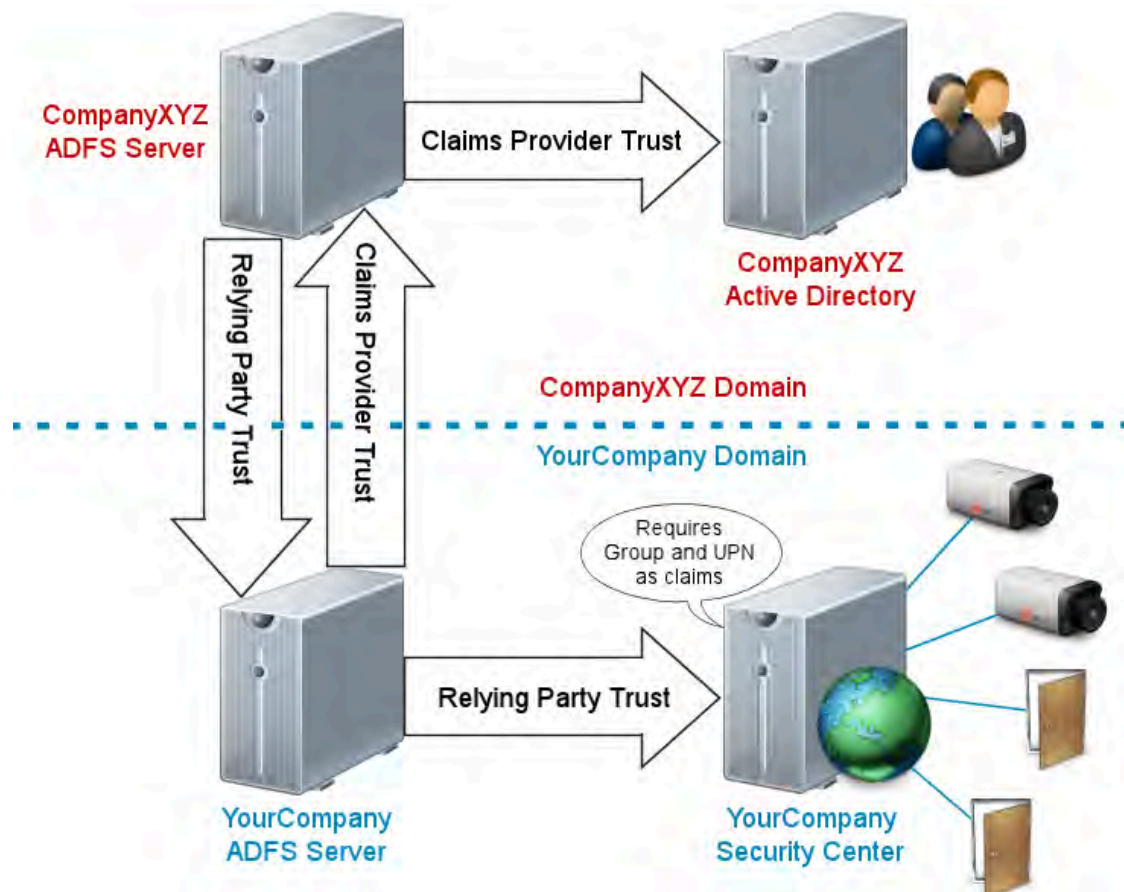 CompanyXYZ
ADFS Server
Claims Provider Trust
CompanyXYZ
Active Directory
Relying Party Trust
Claims Provider Trust
CompanyXYZ Domain
YourCompany Domain
Requires
Group and UPN
as claims
Relying Party Trust
YourCompany
ADFS Server
YourCompany
Security Center